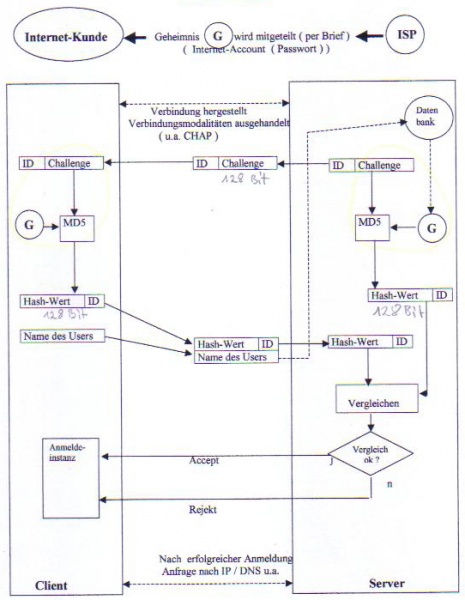 Internet-Kunde
Geheimnis G wird mitgeteilt ( per Brief )
( Internet-Account ( Passwort ) )
ISP
Verbindung hergestellt
Verbindungsmodalitäten ausgehandelt
( u.a. CHAP )
Daten
bank
ID Challenge
ID Challenge
ID Challenge
128 Bit
G
MD5
MD5
G
Hash-Wert ID
128 Bit
Hash-Wert ID
128 Bit
Name des Users
Hash-Wert ID
Name des Users
Hash-Wert ID
Vergleichen
Anmelde-
instanz
Vergleich
ok ?
Accept
j
n
Rejekt
Nach erfolgreicher Anmeldung
Anfrage nach IP / DNS u.a.
Client
Server